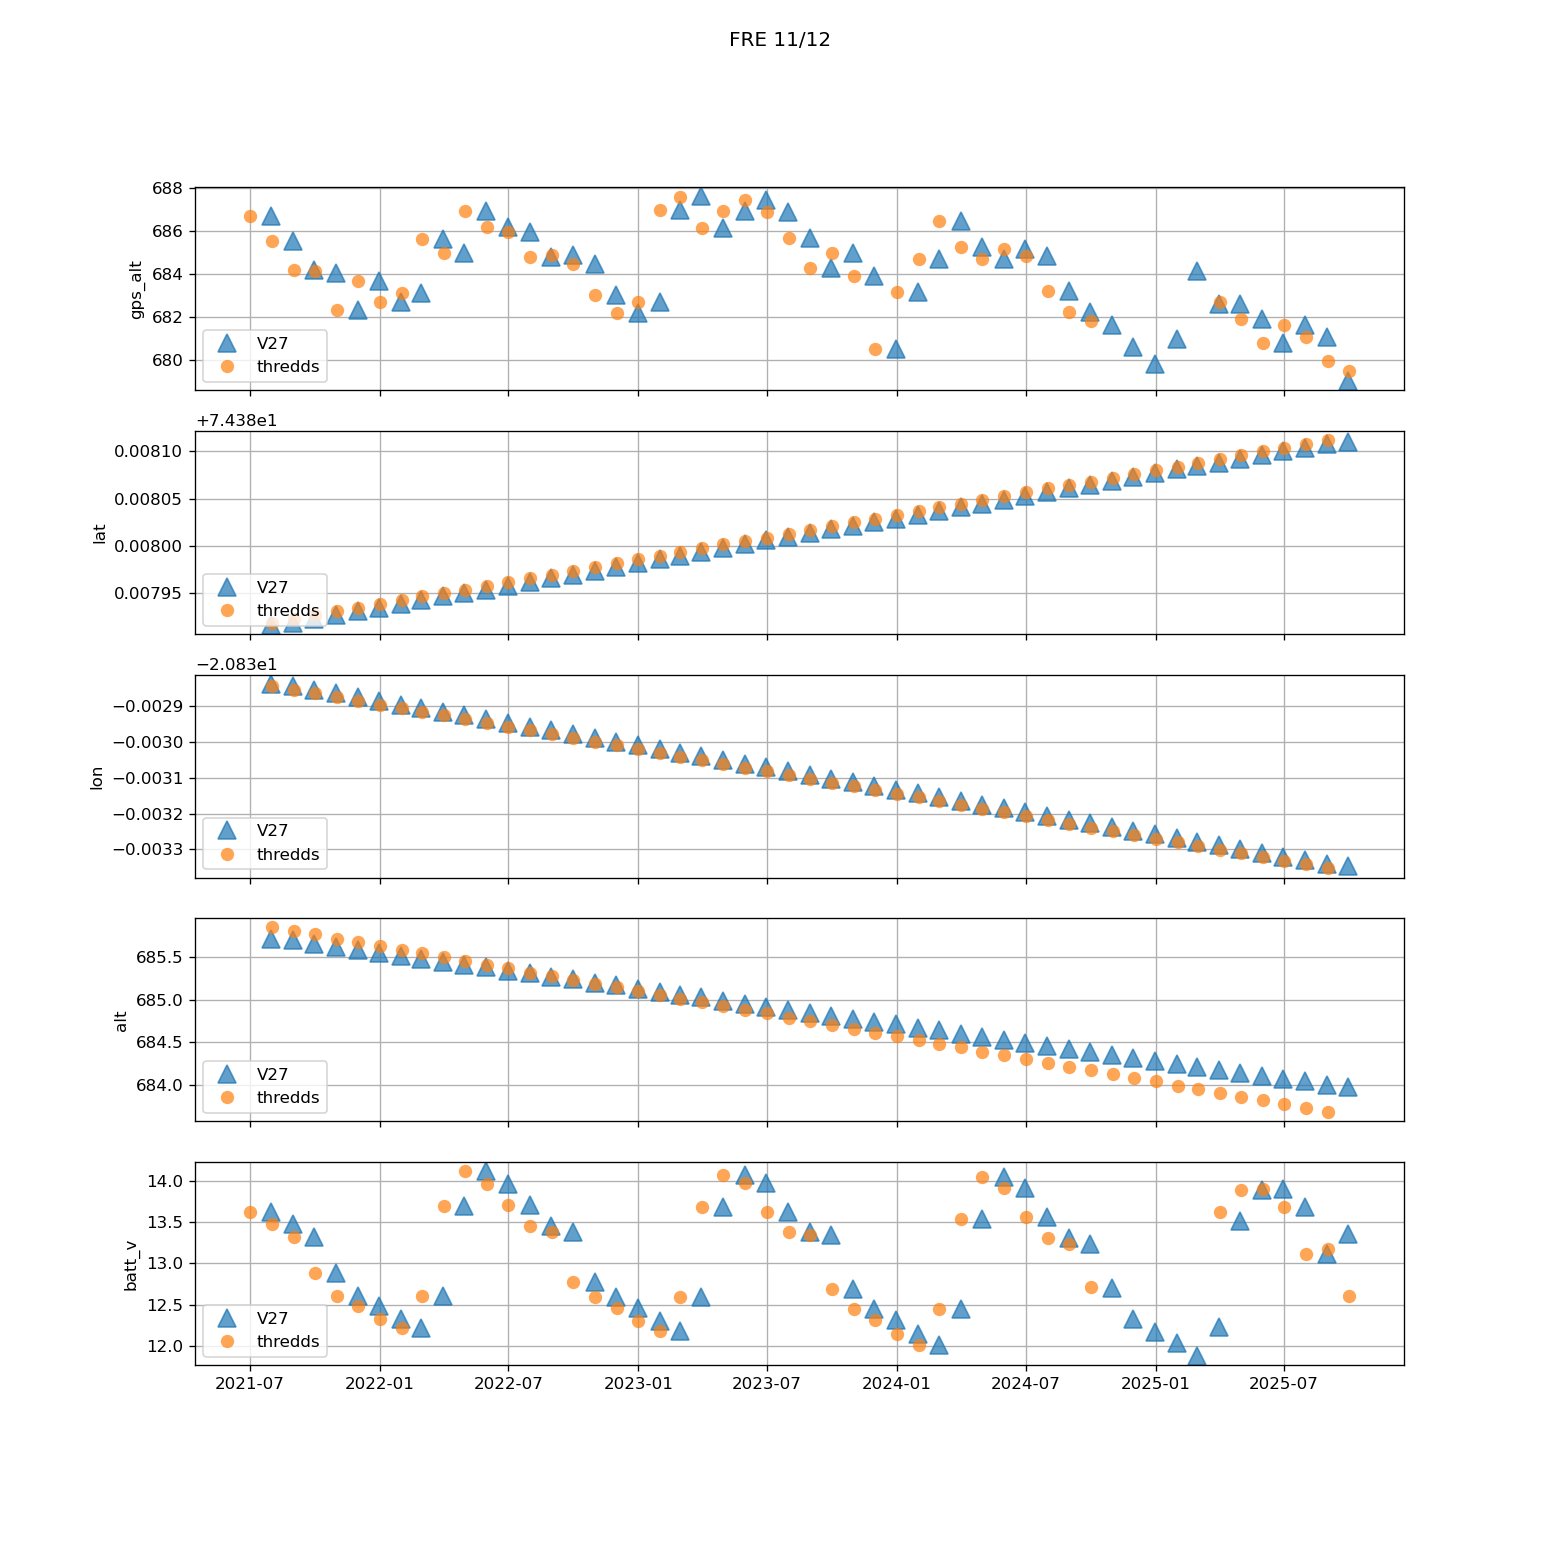 FRE 11/12
688
686
684
682
680
gps_alt
V27
thredds
+7.438e1
0.00810
0.00805
0.00800
0.00795
lat
V27
thredds
−2.083e1
−0.0029
−0.0030
−0.0031
−0.0032
−0.0033
lon
V27
thredds
685.5
685.0
684.5
684.0
alt
V27
thredds
14.0
13.5
13.0
12.5
12.0
batt_v
V27
thredds
2021-07 2022-01 2022-07 2023-01 2023-07 2024-01 2024-07 2025-01 2025-07